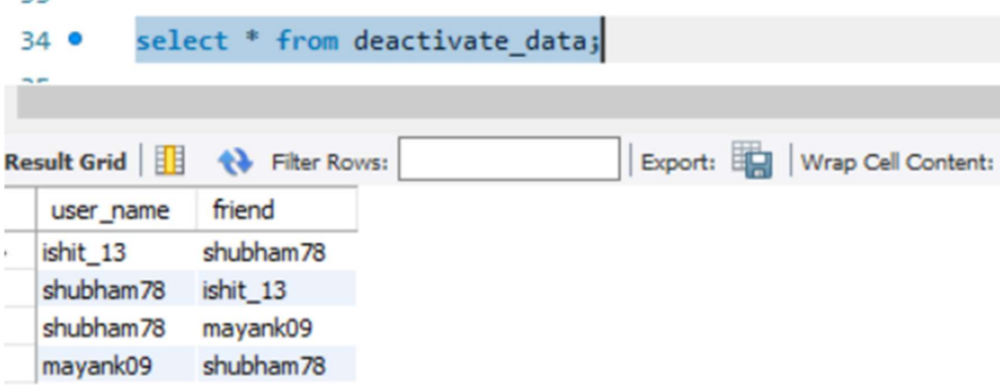 34 select * from deactivate_data;
Result Grid Filter Rows: Export: Wrap Cell Content:
user_name friend
ishit_13 shubham78
shubham78 ishit_13
shubham78 mayank09
mayank09 shubham78